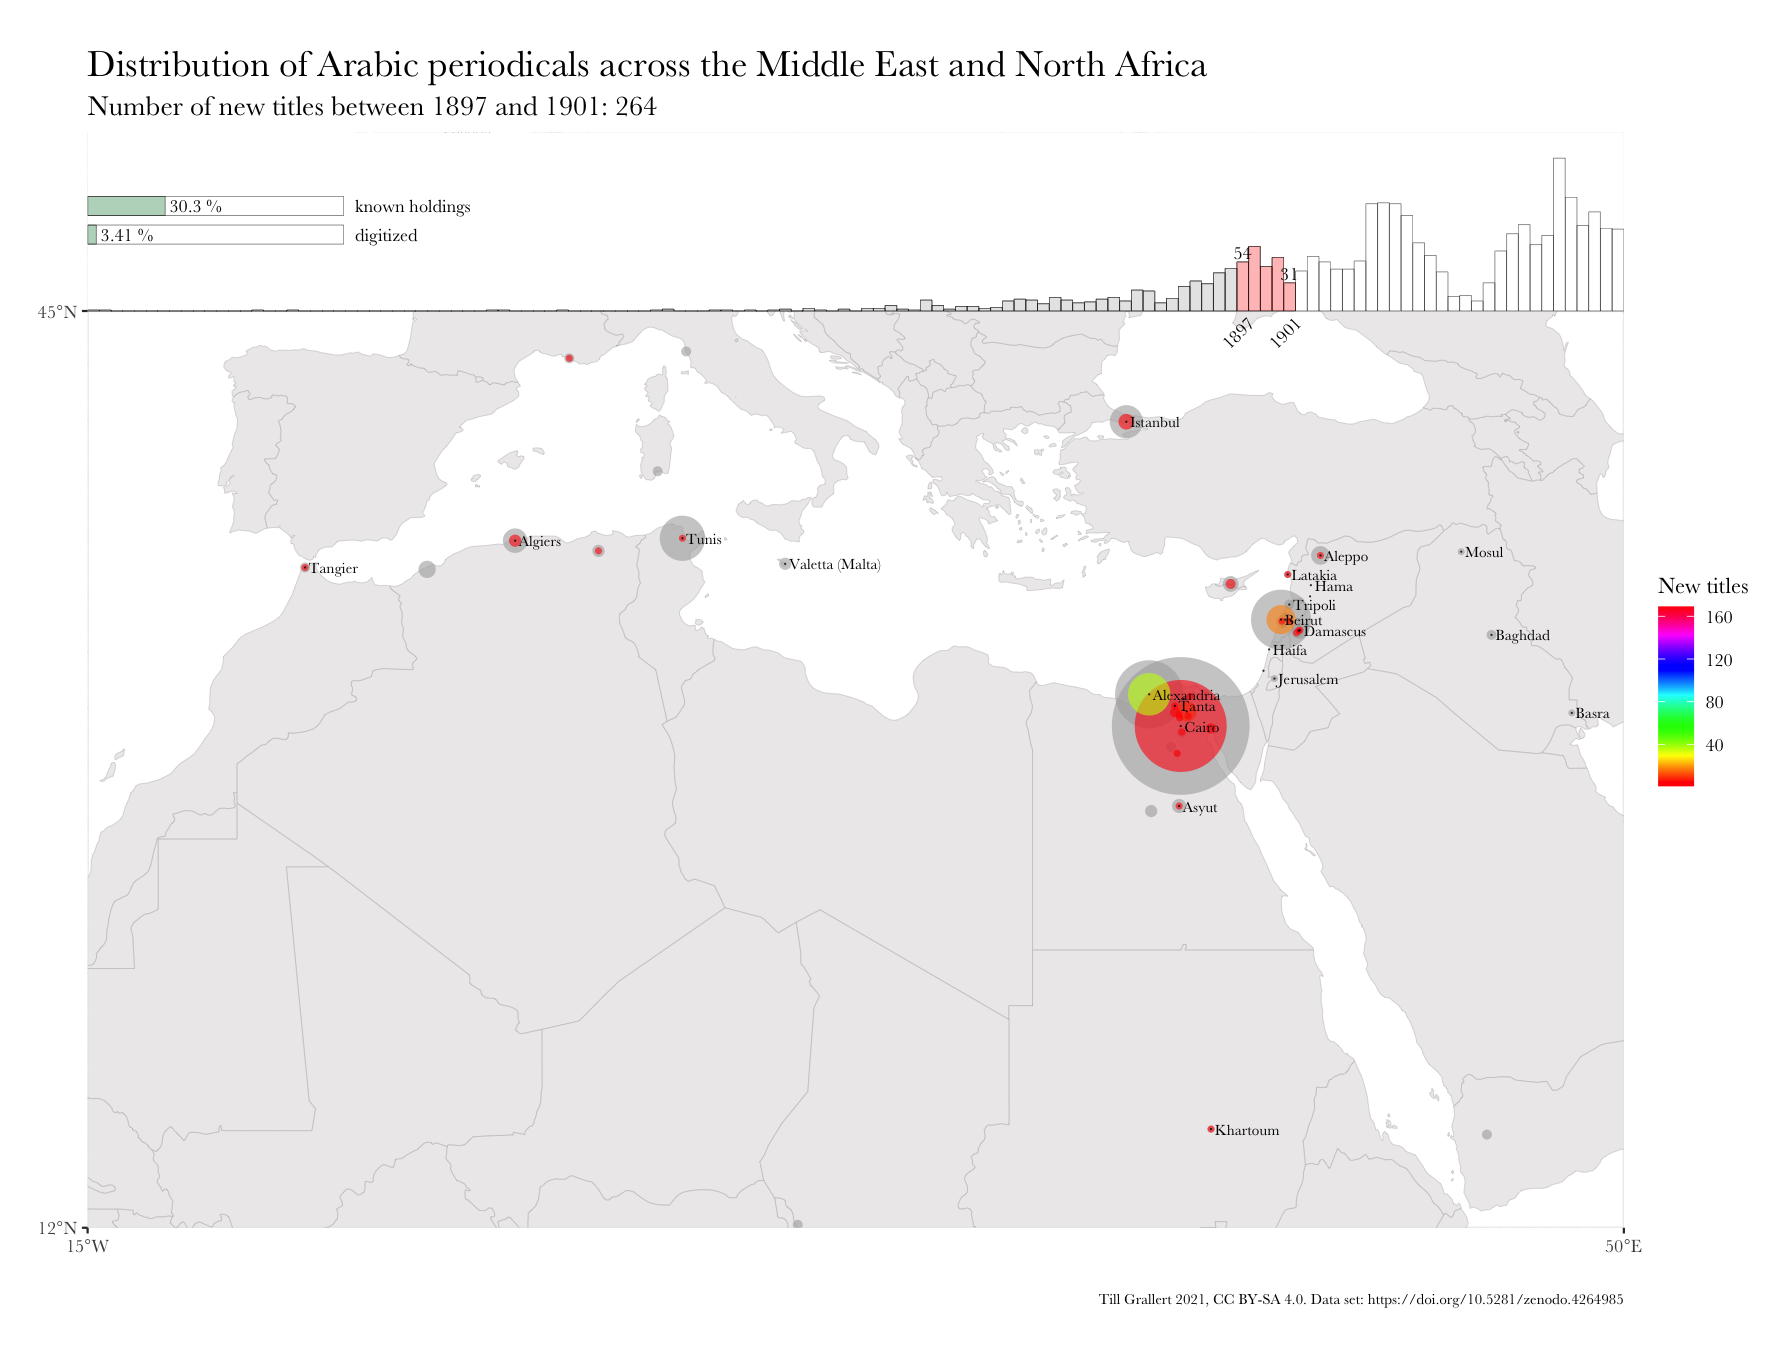 Distribution of Arabic periodicals across the Middle East and North Africa
Number of new titles between 1897 and 1901: 264
30.3 % known holdings
3.41 % digitized
54
31
45°N
1897
1901
Istanbul
Algiers
Tunis
Tangier
Valetta (Malta)
Aleppo
Mosul
Latakia
Hama
Tripoli
Beirut
Damascus
Baghdad
Haifa
Jerusalem
Alexandria
Tanta
Cairo
Basra
Asyut
Khartoum
New titles
160
120
80
40
12°N
15°W
50°E
Till Grallert 2021, CC BY-SA 4.0. Data set: https://doi.org/10.5281/zenodo.4264985